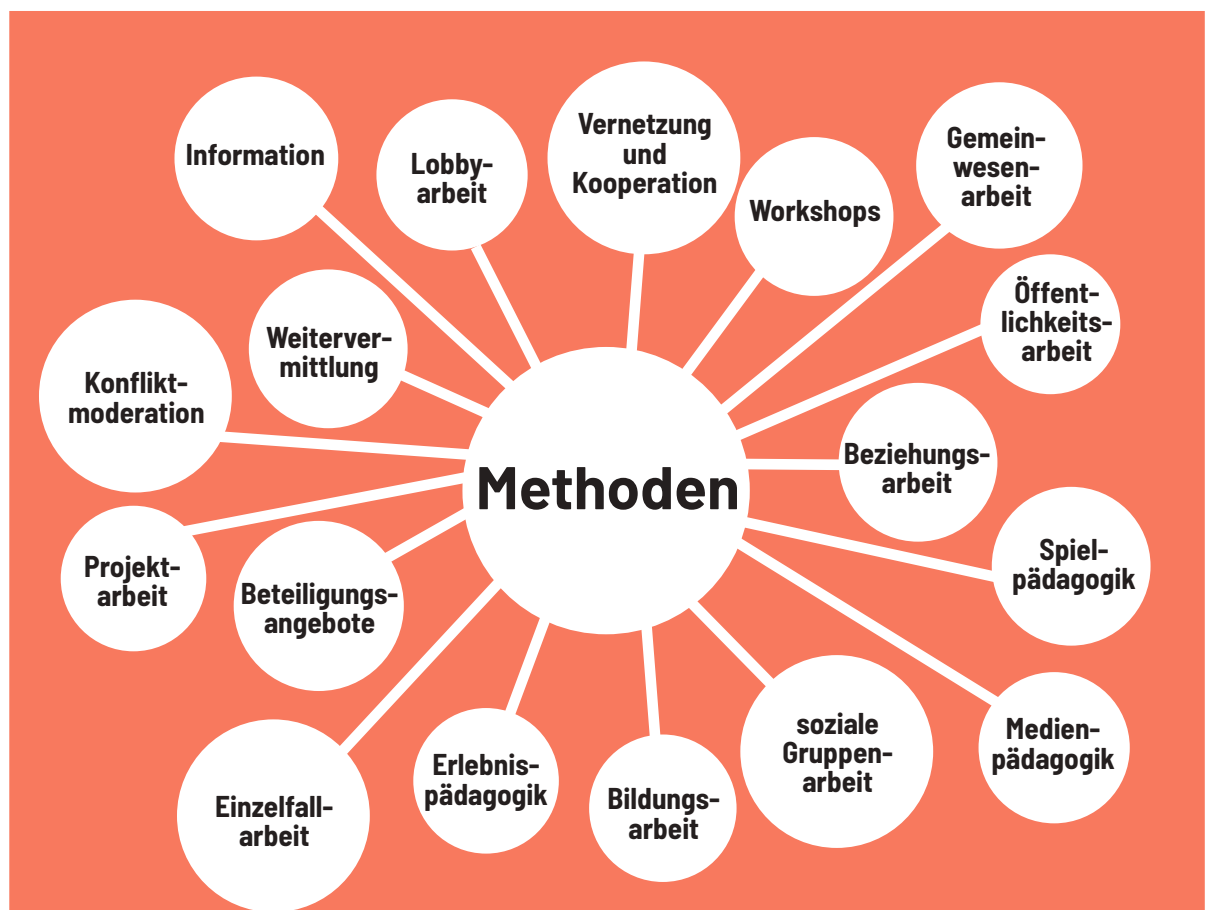 Information
Lobby-
arbeit
Vernetzung
und
Kooperation
Workshops
Gemein-
wesen-
arbeit
Öffent-
lichkeits-
arbeit
Weiterver-
mittlung
Konflikt-
moderation
Methoden
Beziehungs-
arbeit
Spiel-
pädagogik
Projekt-
arbeit
Beteiligungs-
angebote
soziale
Gruppen-
arbeit
Medien-
pädagogik
Einzelfall-
arbeit
Erlebnis-
pädagogik
Bildungs-
arbeit